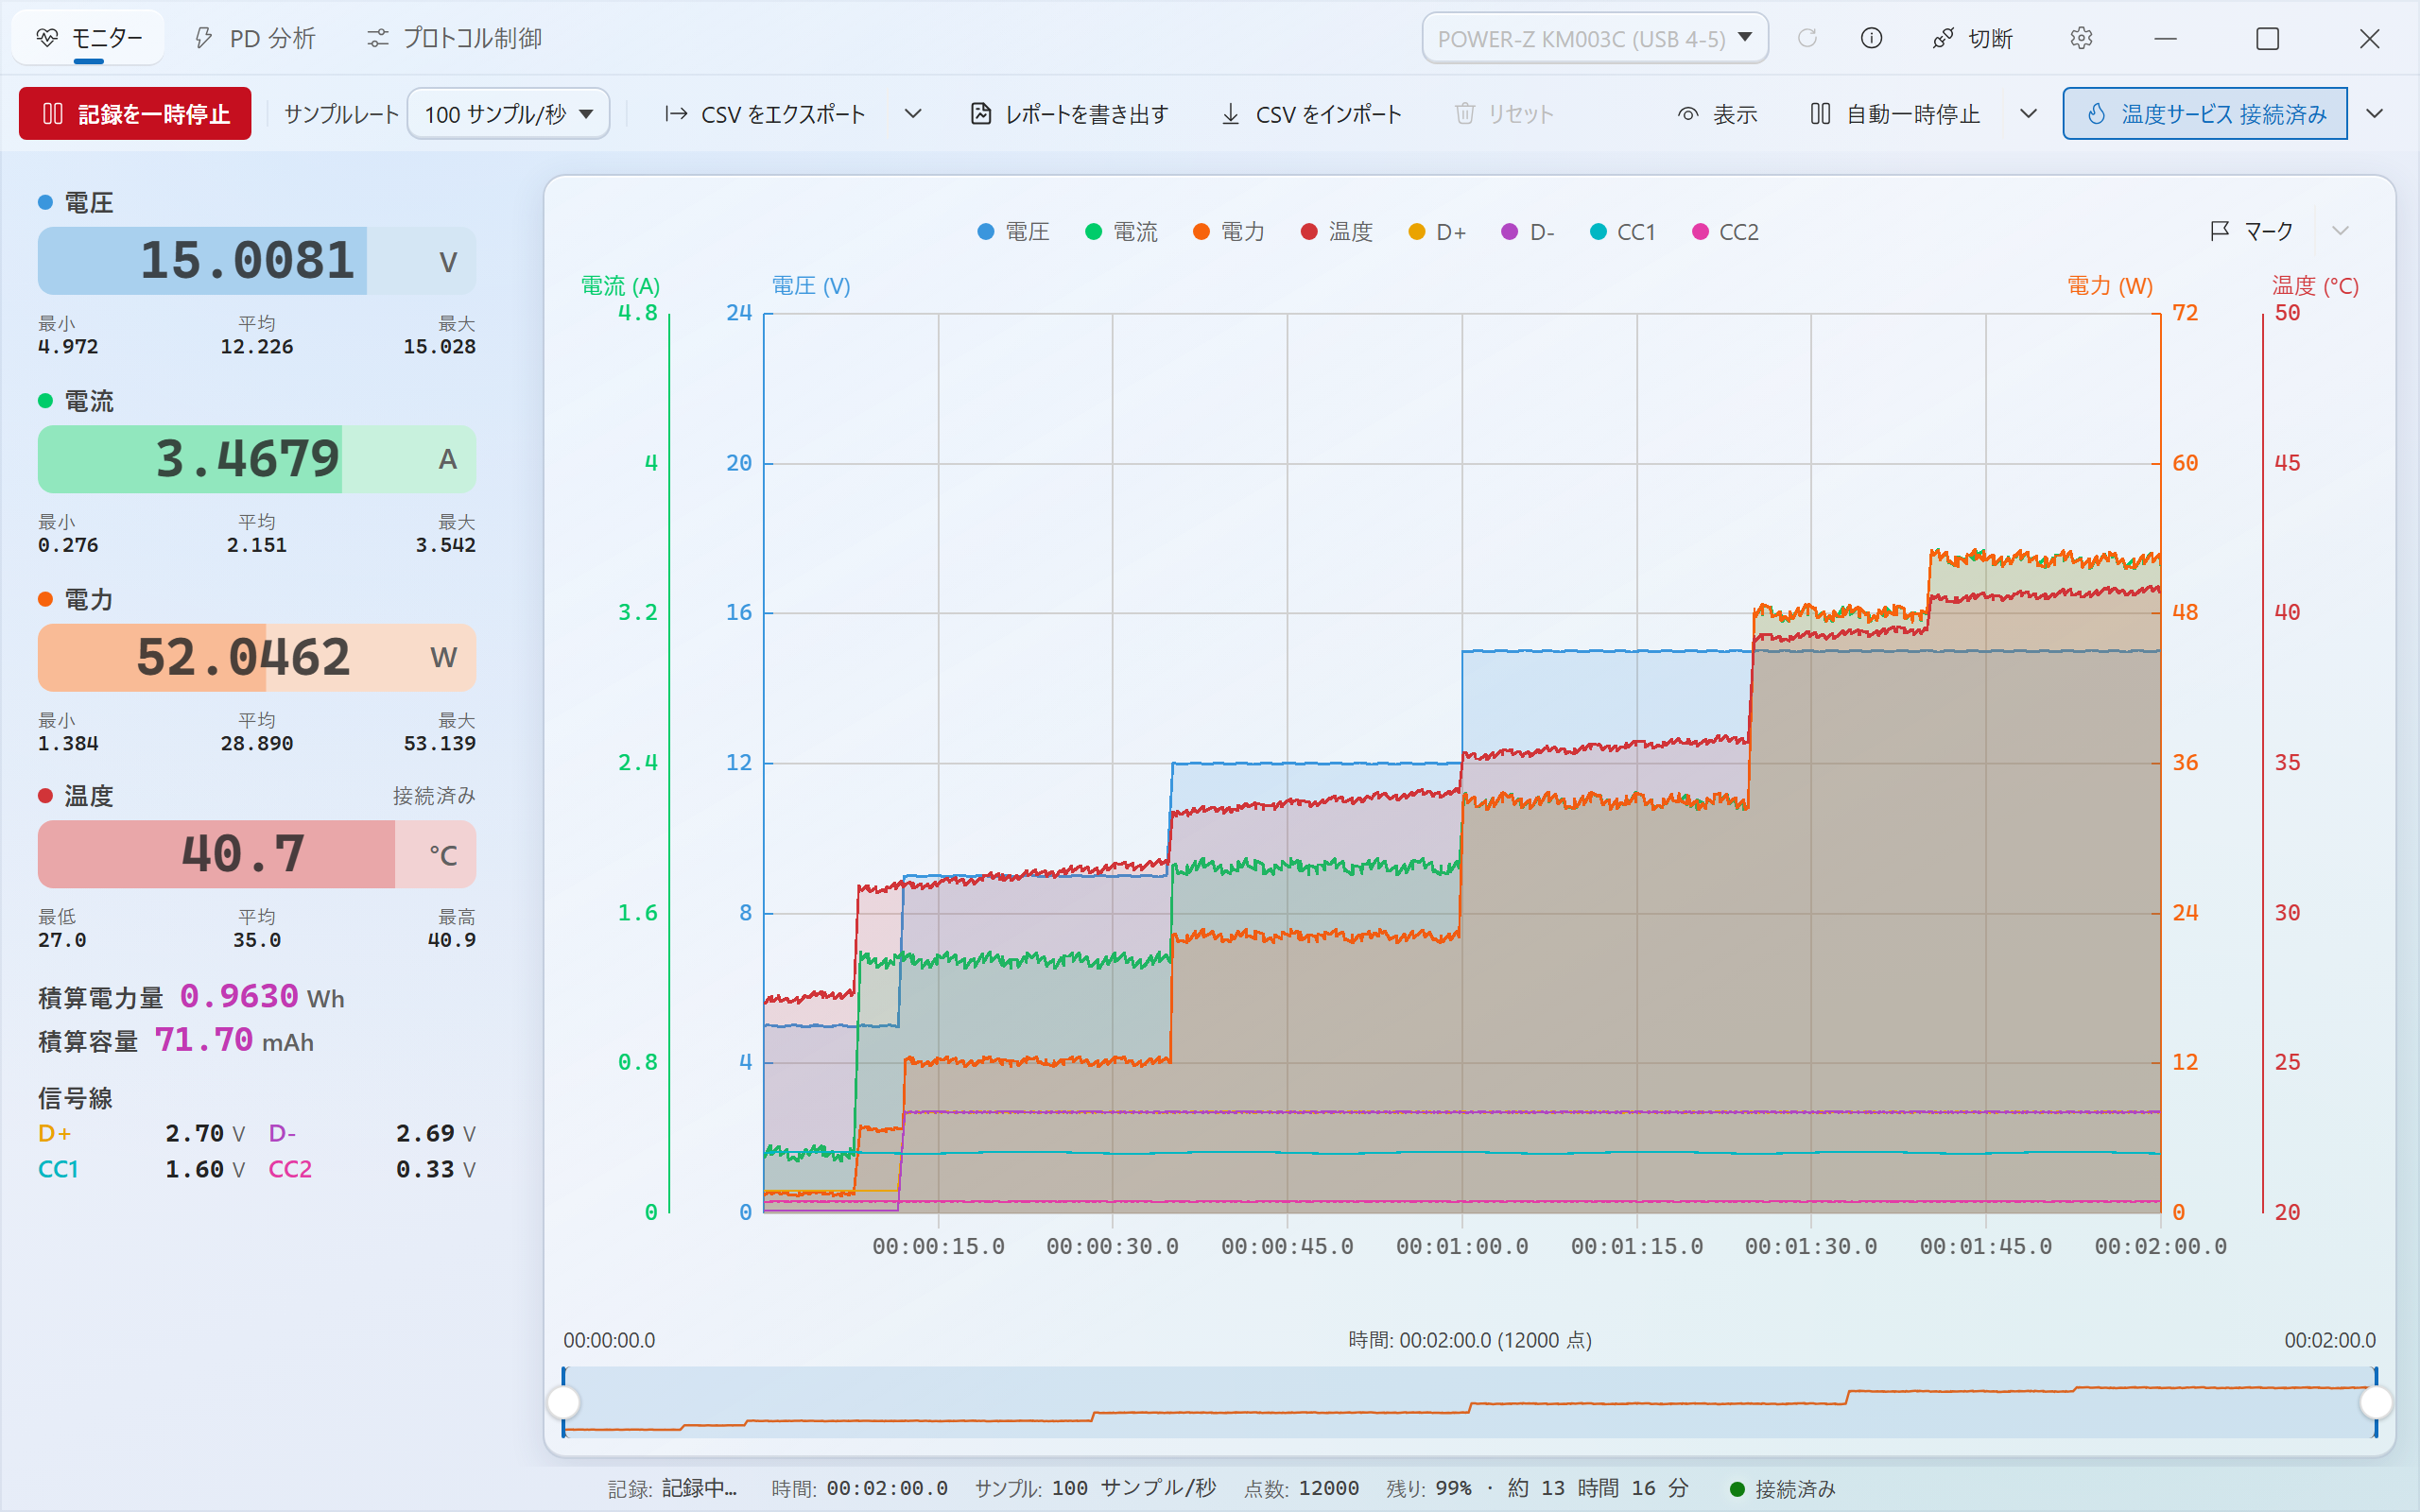 モニター PD 分析 プロトコル制御 POWER-Z KM003C (USB 4-5) 切断
記録を一時停止 サンプルレート 100 サンプル/秒 CSV をエクスポート レポートを書き出す CSV をインポート リセット 表示 自動一時停止 温度サービス 接続済み
電圧
15.0081 V
最小 平均 最大
4.972 12.226 15.028
電流
3.4679 A
最小 平均 最大
0.276 2.151 3.542
電力
52.0462 W
最小 平均 最大
1.384 28.890 53.139
温度 接続済み
40.7 °C
最低 平均 最高
27.0 35.0 40.9
積算電力量 0.9630 Wh
積算容量 71.70 mAh
信号線
D+ 2.70 V D- 2.69 V
CC1 1.60 V CC2 0.33 V
電圧 電流 電力 温度 D+ D- CC1 CC2 マーク
電流 (A) 電圧 (V) 電力 (W) 温度 (°C)
4.8 24 72 50
4 20 60 45
3.2 16 48 40
2.4 12 36 35
1.6 8 24 30
0.8 4 12 25
0 0 0 20
00:00:15.0 00:00:30.0 00:00:45.0 00:01:00.0 00:01:15.0 00:01:30.0 00:01:45.0 00:02:00.0
00:00:00.0 時間: 00:02:00.0 (12000 点) 00:02:00.0
記録: 記録中... 時間: 00:02:00.0 サンプル: 100 サンプル/秒 点数: 12000 残り: 99% · 約 13 時間 16 分 接続済み